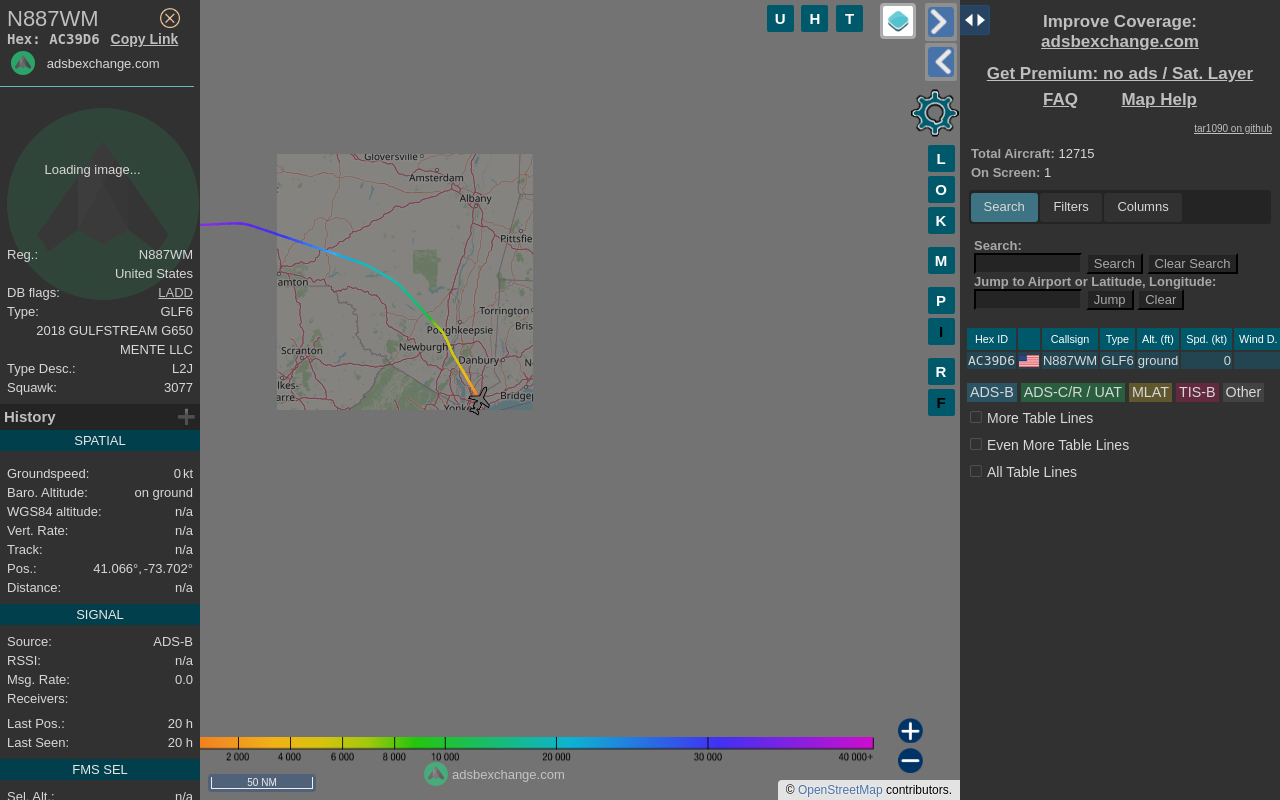 N887WM
Hex: AC39D6 Copy Link
adsbexchange.com
Loading image...
Reg.: N887WM
United States
DB flags: LADD
Type: GLF6
2018 GULFSTREAM G650
MENTE LLC
Type Desc.: L2J
Squawk: 3077
History
SPATIAL
Groundspeed: 0 kt
Baro. Altitude: on ground
WGS84 altitude: n/a
Vert. Rate: n/a
Track: n/a
Pos.: 41.066°, -73.702°
Distance: n/a
SIGNAL
Source: ADS-B
RSSI: n/a
Msg. Rate: 0.0
Receivers:
Last Pos.: 20 h
Last Seen: 20 h
FMS SEL
Sel. Alt.: n/a
U H T
L
O
K
M
P
I
R
F
Gloversville
Amsterdam
Albany
Pittsfie
amton
Torrington
Poughkeepsie
Bris
Newburgh
Scranton
Danbury
N
lkes-
arre
Bridgep
Yonk
2 000 4 000 6 000 8 000 10 000 20 000 30 000 40 000+
50 NM
adsbexchange.com
© OpenStreetMap contributors.
Improve Coverage:
adsbexchange.com
Get Premium: no ads / Sat. Layer
FAQ Map Help
tar1090 on github
Total Aircraft: 12715
On Screen: 1
Search Filters Columns
Search:
Search Clear Search
Jump to Airport or Latitude, Longitude:
Jump Clear
Hex ID Callsign Type Alt. (ft) Spd. (kt) Wind D.
AC39D6 N887WM GLF6 ground 0
ADS-B ADS-C/R / UAT MLAT TIS-B Other
More Table Lines
Even More Table Lines
All Table Lines